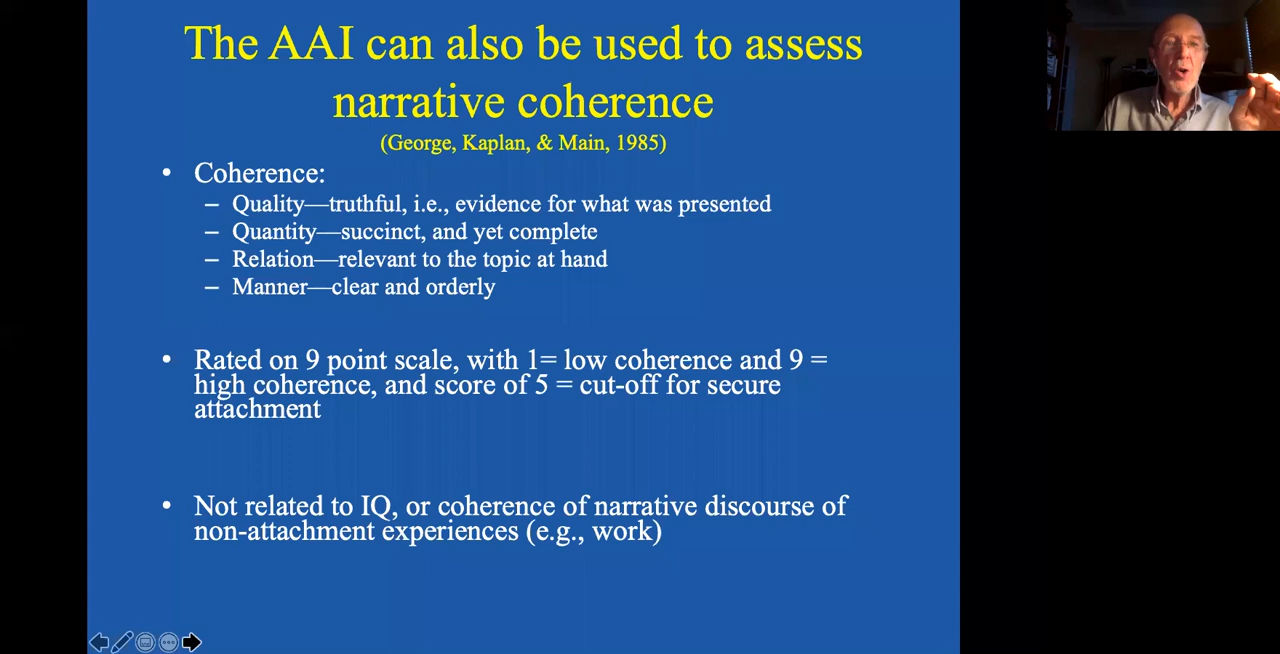 The AAI can also be used to assess
narrative coherence
(George, Kaplan, & Main, 1985)
• Coherence:
– Quality—truthful, i.e., evidence for what was presented
– Quantity—succinct, and yet complete
– Relation—relevant to the topic at hand
– Manner—clear and orderly
• Rated on 9 point scale, with 1= low coherence and 9 =
high coherence, and score of 5 = cut-off for secure
attachment
• Not related to IQ, or coherence of narrative discourse of
non-attachment experiences (e.g., work)